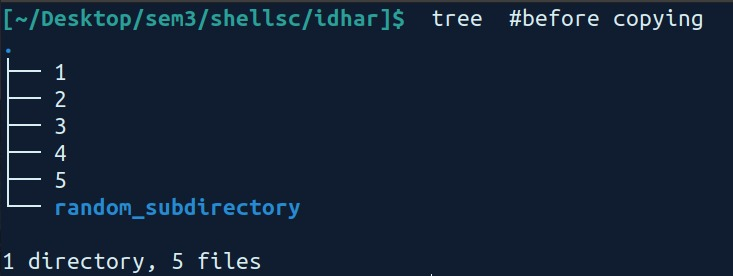 [~/Desktop/sem3/shellsc/idhar]$  tree  #before copying
.
├── 1
├── 2
├── 3
├── 4
├── 5
└── random_subdirectory
1 directory, 5 files